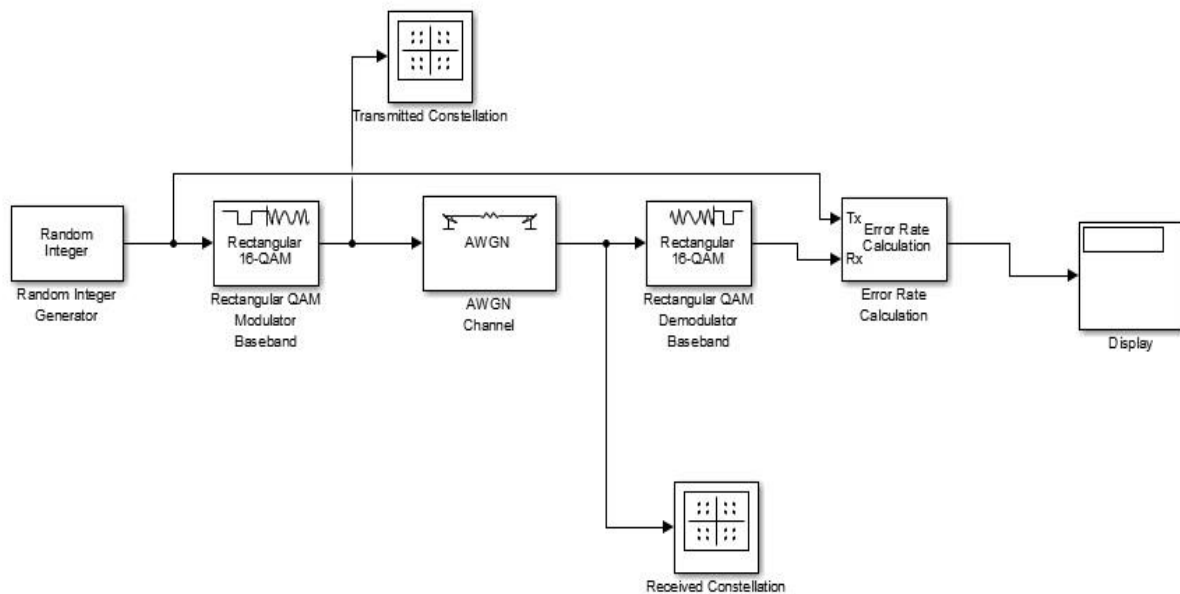 Transmitted Constellation
Random
Integer
Random Integer
Generator
Rectangular
16-QAM
Rectangular QAM
Modulator
Baseband
AWGN
AWGN
Channel
Rectangular
16-QAM
Rectangular QAM
Demodulator
Baseband
Tx
Error Rate
Calculation
Rx
Error Rate
Calculation
Display
Received Constellation